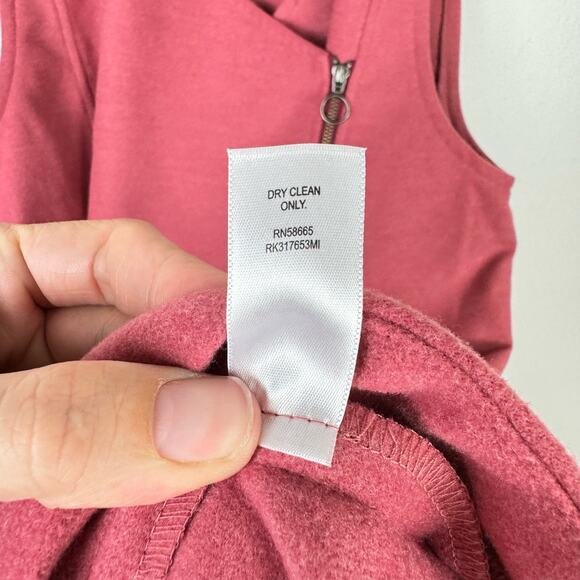 DRY CLEAN
ONLY.
RN58665
RK317653MI